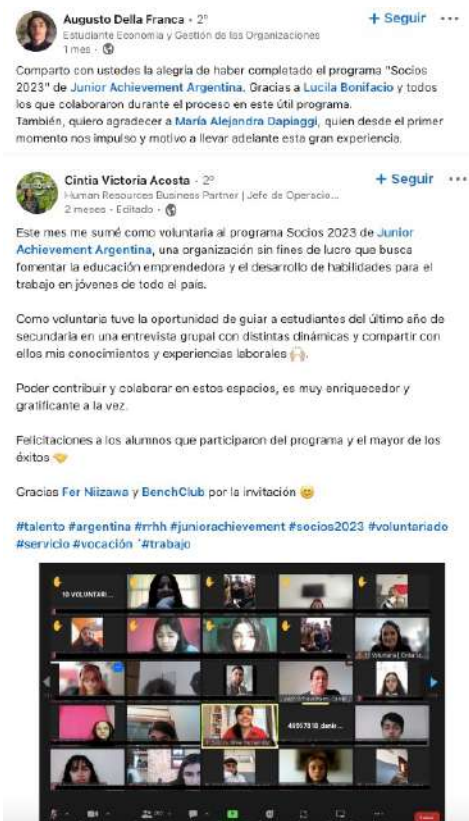 Augusto Della Franca · 2º
+ Seguir ···
Estudiante Economía y Gestión de las Organizaciones
1 mes ·
Comparto con ustedes la alegría de haber completado el programa "Socios
2023" de Junior Achievement Argentina. Gracias a Lucila Bonifacio y todos
los que colaboraron durante el proceso en este útil programa.
También, quiero agradecer a María Alejandra Dapiaggi, quien desde el primer
momento nos impulso y motivo a llevar adelante esta gran experiencia.
Cintia Victoria Acosta · 2º
+ Seguir ···
Human Resources Business Partner | Jefe de Operacio...
2 meses · Editado ·
Este mes me sumé como voluntaria al programa Socios 2023 de Junior
Achievement Argentina, una organización sin fines de lucro que busca
fomentar la educación emprendedora y el desarrollo de habilidades para el
trabajo en jóvenes de todo el país.
Como voluntaria tuve la oportunidad de guiar a estudiantes del último año de
secundaria en una entrevista grupal con distintas dinámicas y compartir con
ellos mis conocimientos y experiencias laborales 🙌🏻.
Poder contribuir y colaborar en estos espacios, es muy enriquecedor y
gratificante a la vez.
Felicitaciones a los alumnos que participaron del programa y el mayor de los
éxitos 🤝
Gracias Fer Niizawa y BenchClub por la invitación 😊
#talento #argentina #rrhh #juniorachievement #socios2023 #voluntariado
#servicio #vocación ´#trabajo
10 VOLUNTARI...